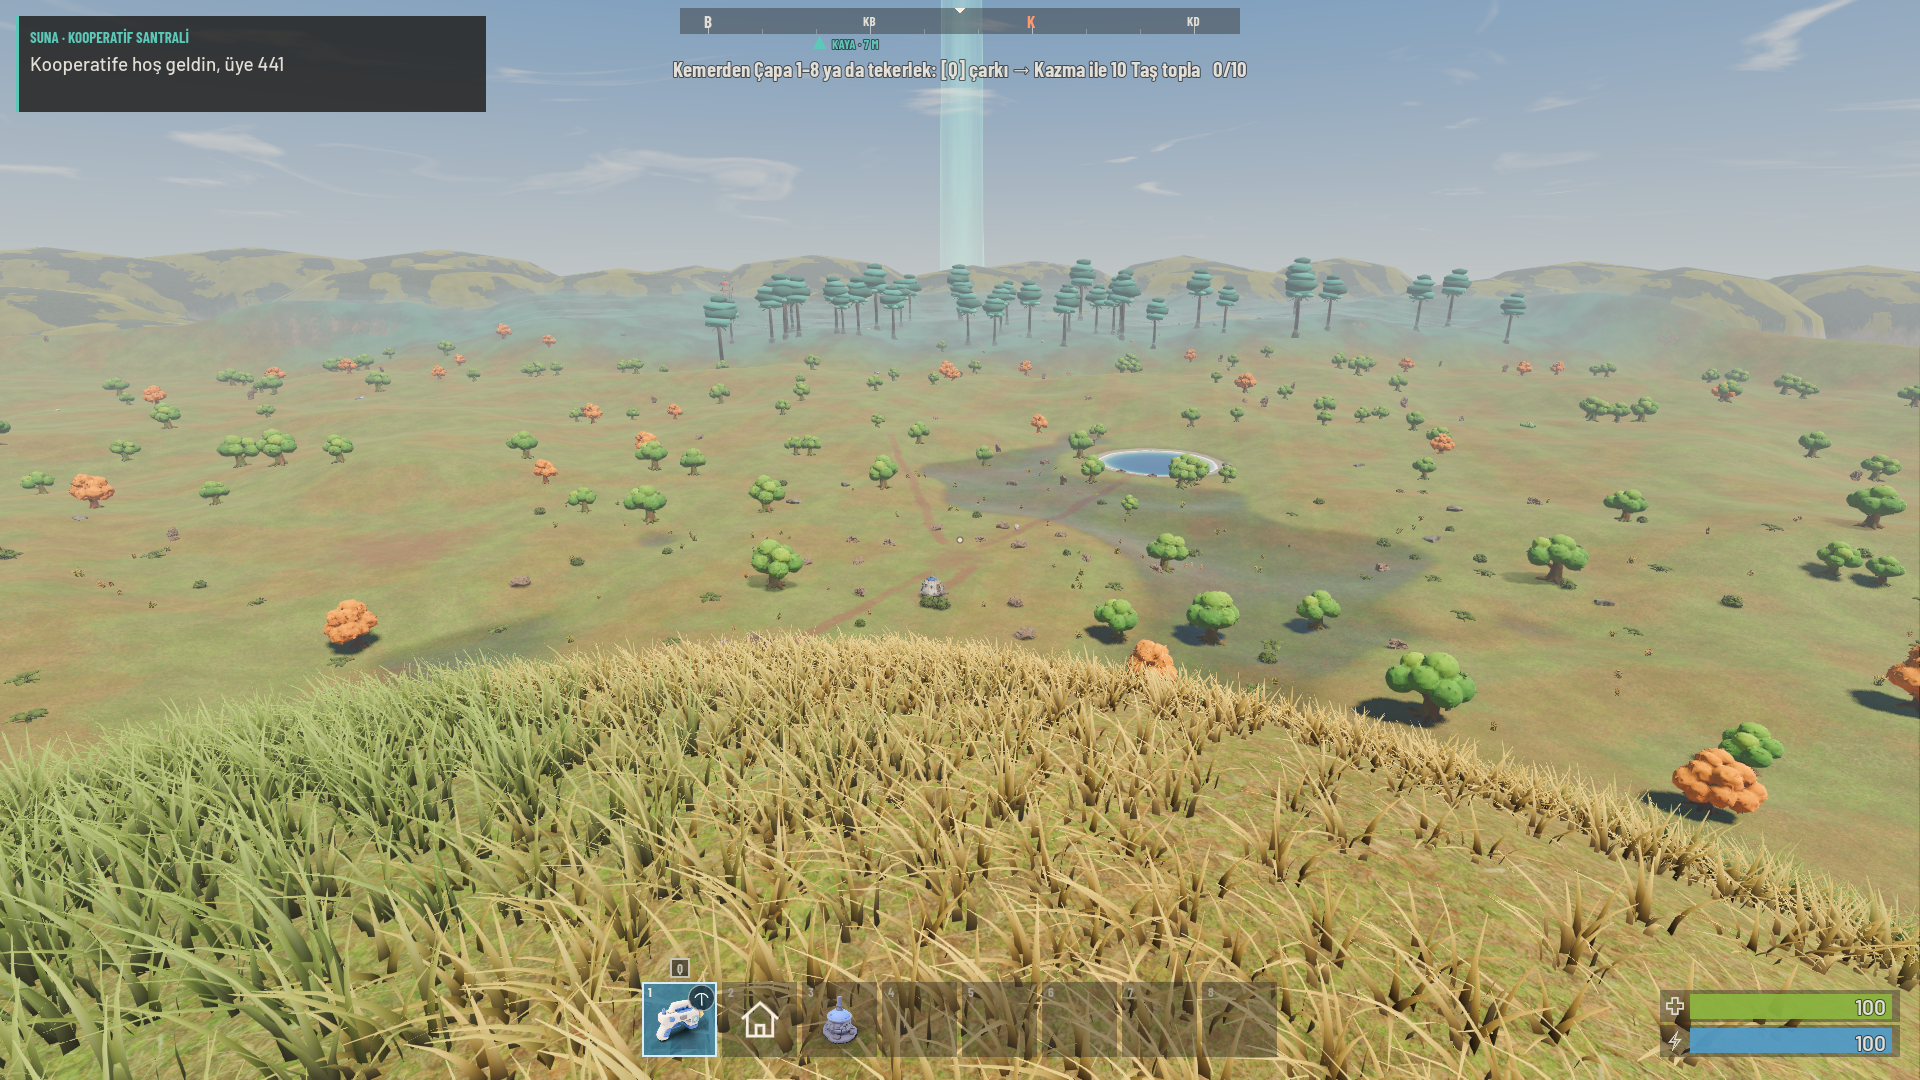 SUNA · KOOPERATİF SANTRALİ
Kooperatife hoş geldin, üye 441
B KB K KD
KAYA · 7 M
Kemerden Çapa 1-8 ya da tekerlek: [Q] çarkı → Kazma ile 10 Taş topla 0/10
Q
1 2 3 4 5 6 7 8
100
100